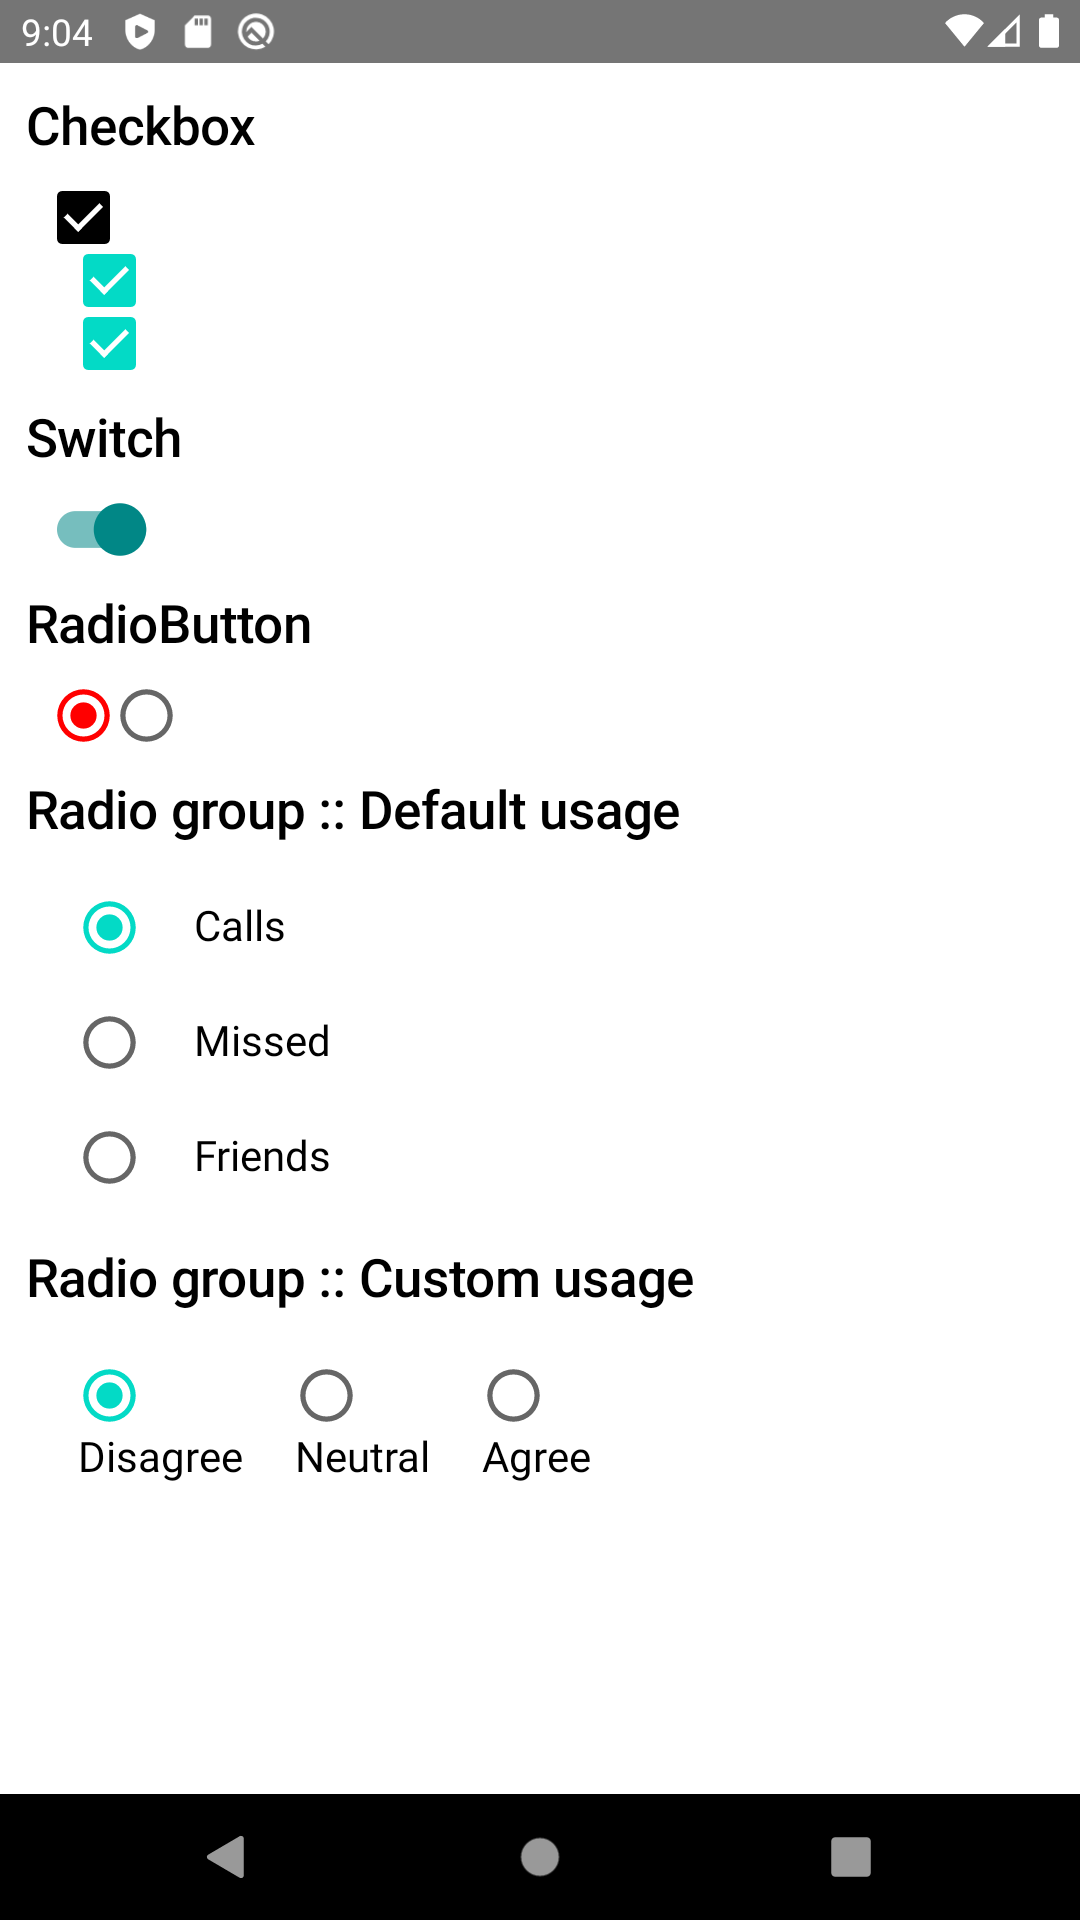 9:04
Checkbox
Switch
RadioButton
Radio group :: Default usage
Calls
Missed
Friends
Radio group :: Custom usage
Disagree Neutral Agree